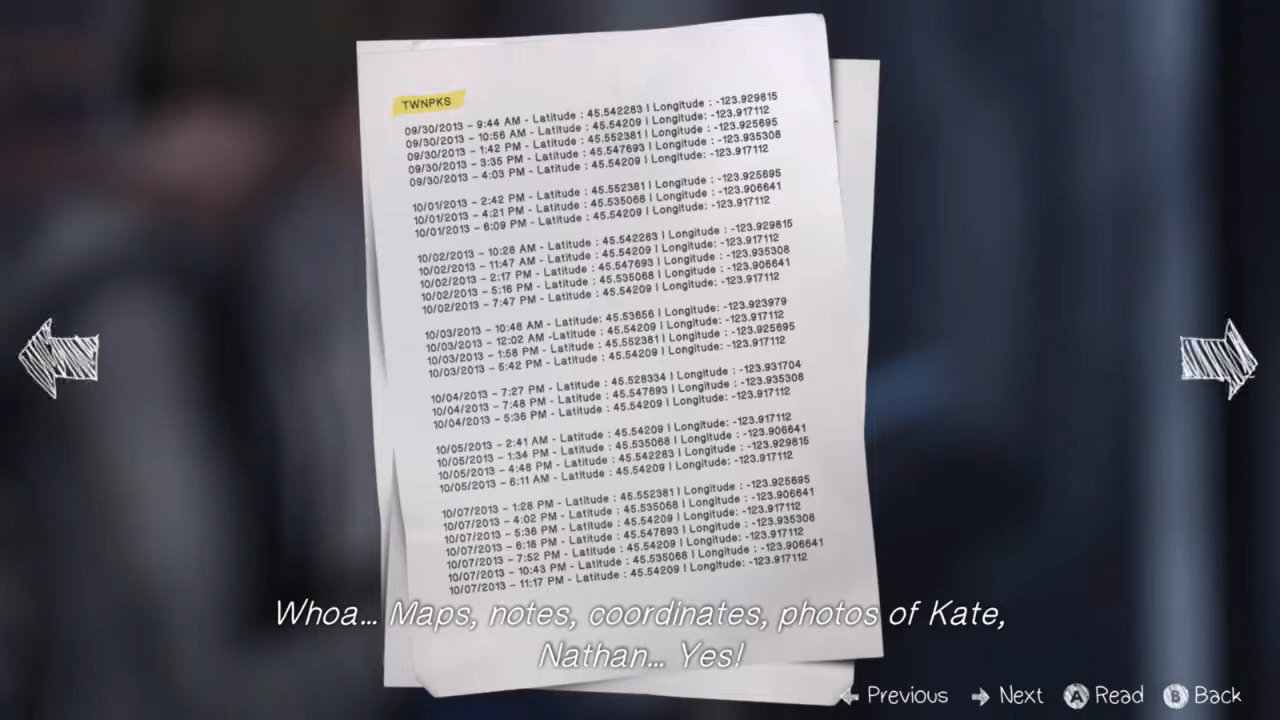 TWNPKS
09/30/2013 - 9:44 AM - Latitude : 45.542283 | Longitude : -123.929815
09/30/2013 - 10:56 AM - Latitude : 45.54209 | Longitude: -123.917112
09/30/2013 - 1:42 PM - Latitude : 45.552381 | Longitude : -123.925695
09/30/2013 - 3:35 PM - Latitude : 45.547693 | Longitude : -123.935308
09/30/2013 - 4:03 PM - Latitude : 45.54209 | Longitude: -123.917112
10/01/2013 - 2:42 PM - Latitude : 45.552381 | Longitude : -123.925695
10/01/2013 - 4:21 PM - Latitude : 45.535068 | Longitude : -123.906641
10/01/2013 - 6:09 PM - Latitude : 45.54209 | Longitude: -123.917112
10/02/2013 - 10:28 AM - Latitude : 45.542283 | Longitude : -123.929815
10/02/2013 - 11:47 AM - Latitude : 45.54209 | Longitude: -123.917112
10/02/2013 - 2:17 PM - Latitude : 45.547693 | Longitude : -123.935308
10/02/2013 - 5:16 PM - Latitude : 45.535068 | Longitude : -123.906641
10/02/2013 - 7:47 PM - Latitude : 45.54209 | Longitude: -123.917112
10/03/2013 - 10:48 AM - Latitude: 45.53656 | Longitude : -123.923979
10/03/2013 - 12:02 AM -Latitude : 45.54209 | Longitude: -123.917112
10/03/2013 - 1:58 PM - Latitude : 45.552381 | Longitude : -123.925695
10/03/2013 - 5:42 PM - Latitude : 45.54209 | Longitude: -123.917112
10/04/2013 - 7:27 PM - Latitude : 45.528334 | Longitude : -123.931704
10/04/2013 - 7:48 PM - Latitude : 45.547693 | Longitude : -123.935308
10/04/2013 - 5:36 PM - Latitude : 45.54209 | Longitude: -123.917112
10/05/2013 - 2:41 AM - Latitude : 45.54209 | Longitude: -123.917112
10/05/2013 - 1:34 PM - Latitude : 45.535068 | Longitude : -123.906641
10/05/2013 - 4:48 PM - Latitude : 45.542283 | Longitude : -123.929815
10/05/2013 - 6:11 AM - Latitude : 45.54209 | Longitude: -123.917112
10/07/2013 - 1:28 PM - Latitude : 45.552381 | Longitude : -123.925695
10/07/2013 - 4:02 PM - Latitude : 45.535068 | Longitude : -123.906641
10/07/2013 - 5:36 PM - Latitude : 45.54209 | Longitude: -123.917112
10/07/2013 - 6:18 PM - Latitude : 45.547693 | Longitude : -123.935308
10/07/2013 - 7:52 PM - Latitude : 45.54209 | Longitude: -123.917112
10/07/2013 - 10:43 PM - Latitude : 45.535068 | Longitude : -123.906641
10/07/2013 - 11:17 PM - Latitude : 45.54209 | Longitude: -123.917112
Whoa... Maps, notes, coordinates, photos of Kate,
Nathan... Yes!
Previous Next A Read B Back